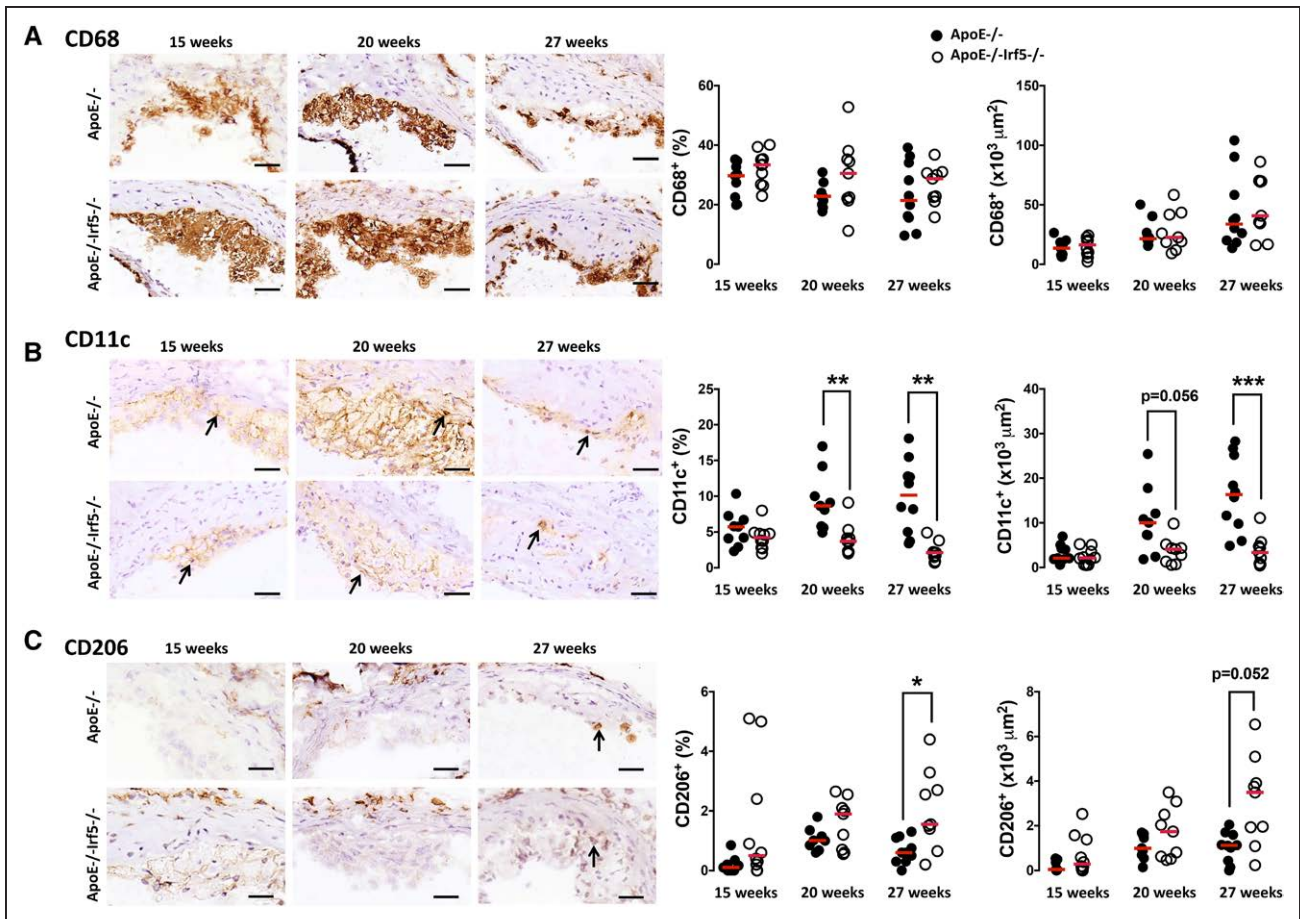 A CD68
15 weeks 20 weeks 27 weeks
ApoE-/-
ApoE-/-Irf5-/-
● ApoE-/-
○ ApoE-/-Irf5-/-
CD68⁺ (%)
60
40
20
0
15 weeks 20 weeks 27 weeks
CD68⁺ (x10³ µm²)
150
100
50
0
15 weeks 20 weeks 27 weeks
B CD11c
15 weeks 20 weeks 27 weeks
ApoE-/-
ApoE-/-Irf5-/-
CD11c⁺ (%)
25
20
15
10
5
0
** **
15 weeks 20 weeks 27 weeks
CD11c⁺ (x10³ µm²)
40
30
20
10
0
p=0.056 ***
15 weeks 20 weeks 27 weeks
C CD206
15 weeks 20 weeks 27 weeks
ApoE-/-
ApoE-/-Irf5-/-
CD206⁺ (%)
6
4
2
0
*
15 weeks 20 weeks 27 weeks
CD206⁺ (x10³ µm²)
8
6
4
2
0
p=0.052
15 weeks 20 weeks 27 weeks